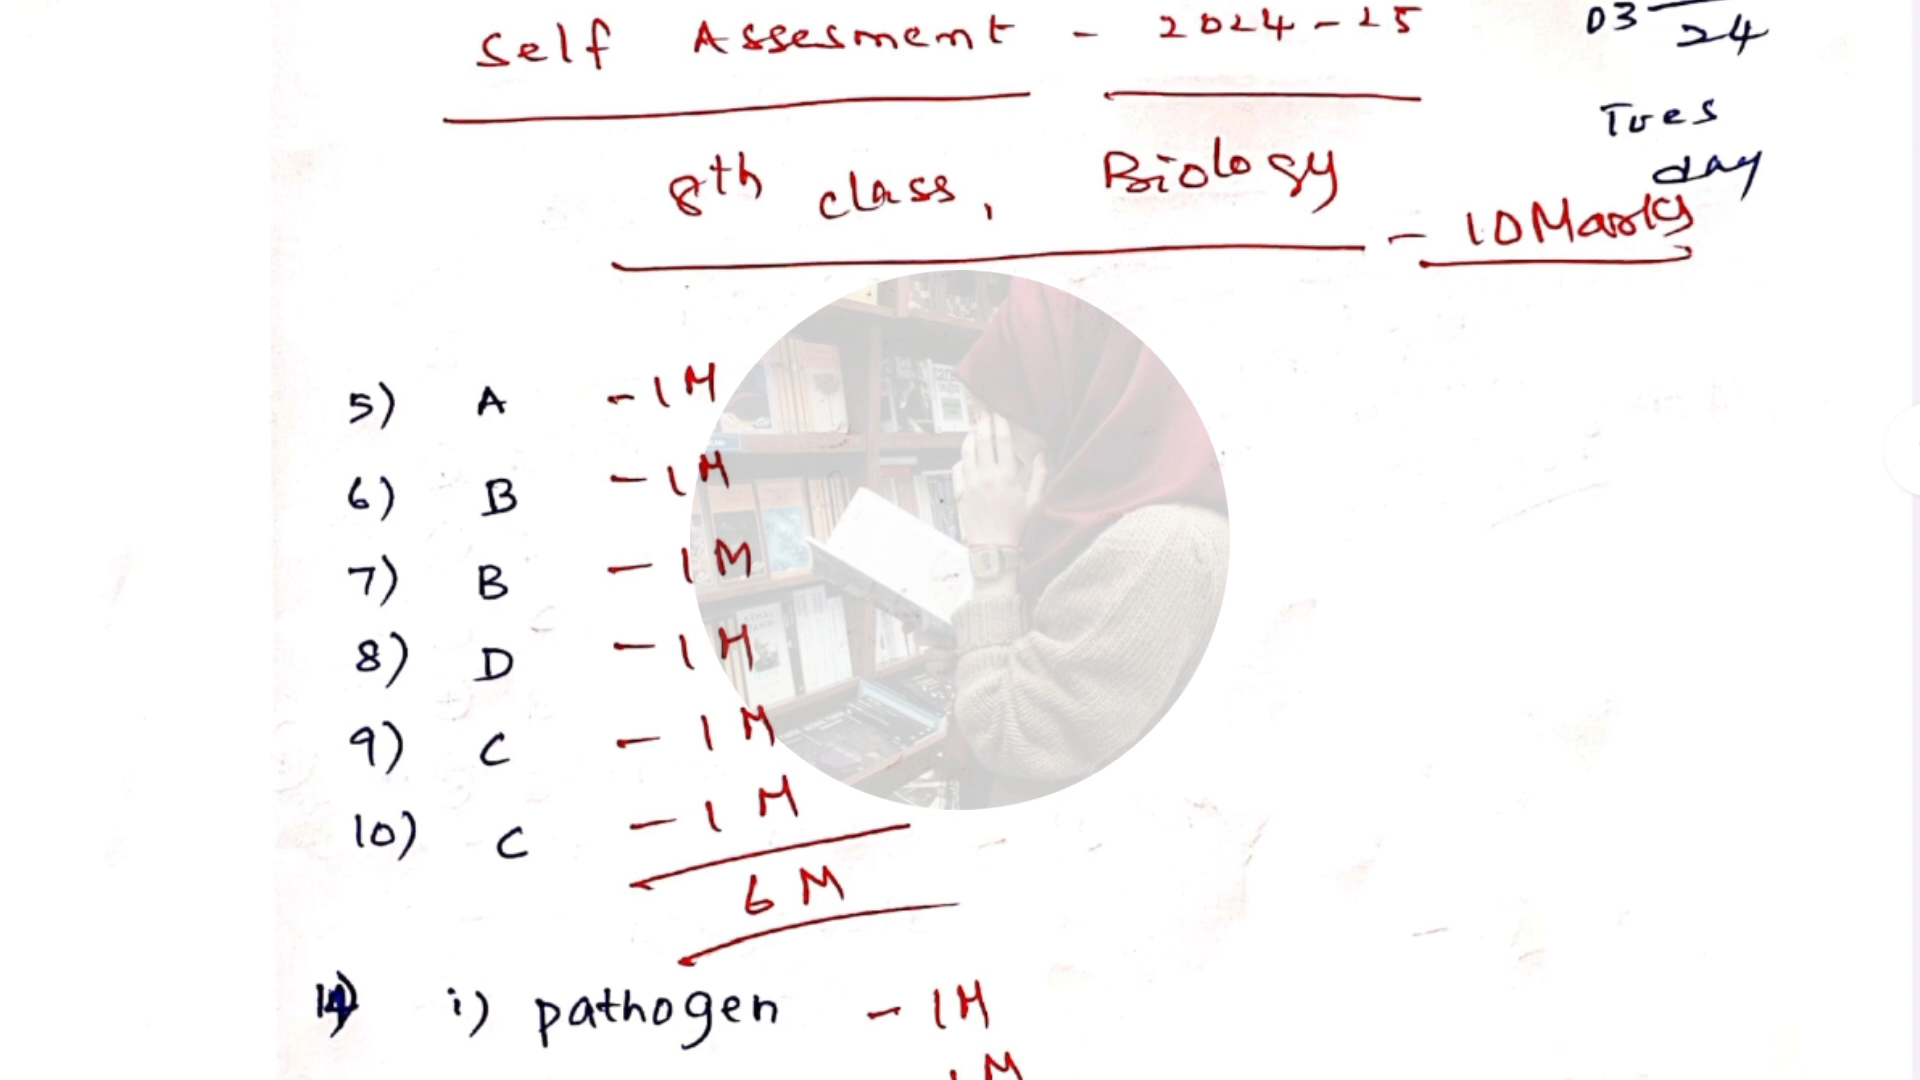 Self Assesment - 2024-25
03
24
Tues
day
8th class, Biology - 10 Marks
5) A - 1M
6) B - 1M
7) B - 1M
8) D - 1M
9) C - 1M
10) C - 1M
6M
i) pathogen - 1M
1M